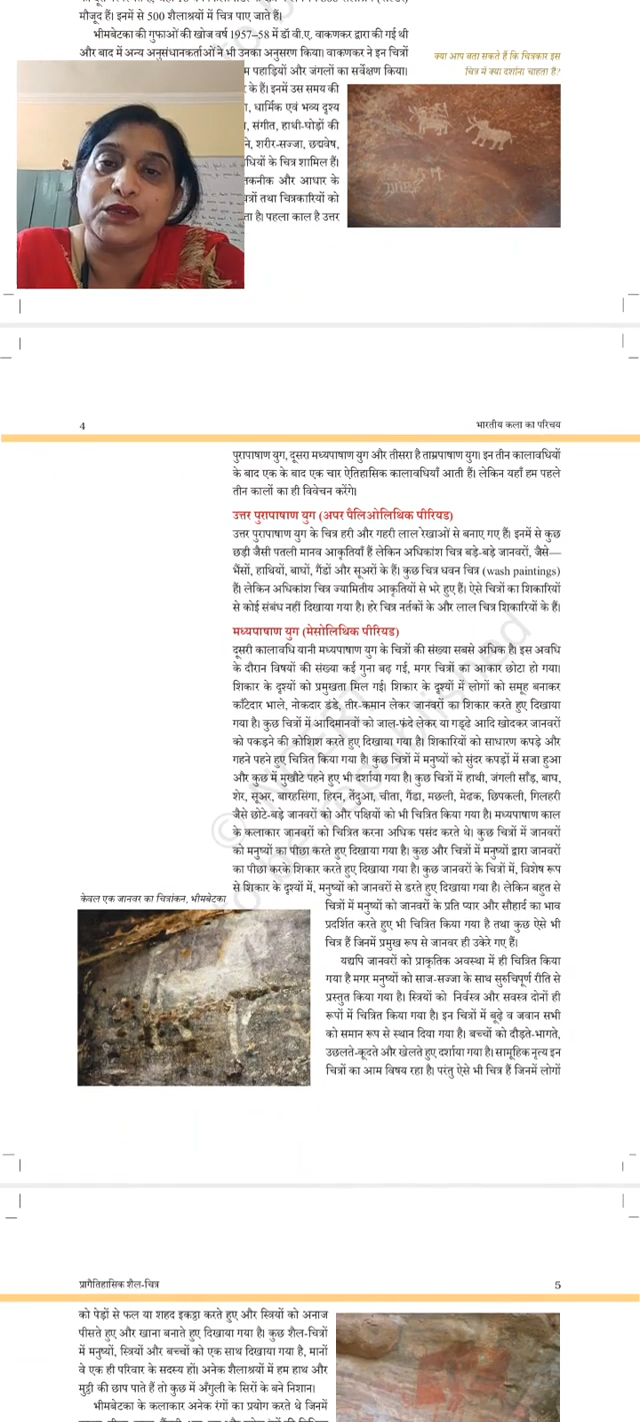 मौजूद हैं। इनमें से 500 शैलाश्रयों में चित्र पाए जाते हैं।
भीमबेटका की गुफाओं की खोज वर्ष 1957–58 में डॉ वी.ए. वाकणकर द्वारा की गई थी
और बाद में अन्य अनुसंधानकर्ताओं ने भी उनका अनुसरण किया। वाकणकर ने इन चित्रों
म पहाड़ियों और जंगलों का सर्वेक्षण किया।
के हैं। इनमें उस समय की
, धार्मिक एवं भव्य दृश्य
, संगीत, हाथी-घोड़ों की
ने, शरीर-सज्जा, छद्मवेष,
धियों के चित्र शामिल हैं।
तकनीक और आधार के
त्रों तथा चित्रकारियों को
ता है। पहला काल है उत्तर
क्या आप बता सकते हैं कि चित्रकार इस
चित्र में क्या दर्शाना चाहता है?
4
भारतीय कला का परिचय
पुरापाषाण युग, दूसरा मध्यपाषाण युग और तीसरा है ताम्रपाषाण युग। इन तीन कालावधियों
के बाद एक के बाद एक चार ऐतिहासिक कालावधियाँ आती हैं। लेकिन यहाँ हम पहले
तीन कालों का ही विवेचन करेंगे।
उत्तर पुरापाषाण युग (अपर पैलिओलिथिक पीरियड)
उत्तर पुरापाषाण युग के चित्र हरी और गहरी लाल रेखाओं से बनाए गए हैं। इनमें से कुछ
छड़ी जैसी पतली मानव आकृतियाँ हैं लेकिन अधिकांश चित्र बड़े-बड़े जानवरों, जैसे—
भैंसों, हाथियों, बाघों, गैंडों और सूअरों के हैं। कुछ चित्र धवन चित्र (wash paintings)
हैं। लेकिन अधिकांश चित्र ज्यामितीय आकृतियों से भरे हुए हैं। ऐसे चित्रों का शिकारियों
से कोई संबंध नहीं दिखाया गया है। हरे चित्र नर्तकों के और लाल चित्र शिकारियों के हैं।
मध्यपाषाण युग (मेसोलिथिक पीरियड)
दूसरी कालावधि यानी मध्यपाषाण युग के चित्रों की संख्या सबसे अधिक है। इस अवधि
के दौरान विषयों की संख्या कई गुना बढ़ गई, मगर चित्रों का आकार छोटा हो गया।
शिकार के दृश्यों को प्रमुखता मिल गई। शिकार के दृश्यों में लोगों को समूह बनाकर
काँटेदार भाले, नोकदार डंडे, तीर-कमान लेकर जानवरों का शिकार करते हुए दिखाया
गया है। कुछ चित्रों में आदिमानवों को जाल-फंदे लेकर या गड्ढे आदि खोदकर जानवरों
को पकड़ने की कोशिश करते हुए दिखाया गया है। शिकारियों को साधारण कपड़े और
गहने पहने हुए चित्रित किया गया है। कुछ चित्रों में मनुष्यों को सुंदर कपड़ों में सजा हुआ
और कुछ में मुखौटे पहने हुए भी दर्शाया गया है। कुछ चित्रों में हाथी, जंगली साँड़, बाघ,
शेर, सूअर, बारहसिंगा, हिरन, तेंदुआ, चीता, गैंडा, मछली, मेढक, छिपकली, गिलहरी
जैसे छोटे-बड़े जानवरों को और पक्षियों को भी चित्रित किया गया है। मध्यपाषाण काल
के कलाकार जानवरों को चित्रित करना अधिक पसंद करते थे। कुछ चित्रों में जानवरों
को मनुष्यों का पीछा करते हुए दिखाया गया है। कुछ और चित्रों में मनुष्यों द्वारा जानवरों
का पीछा करके शिकार करते हुए दिखाया गया है। कुछ जानवरों के चित्रों में, विशेष रूप
से शिकार के दृश्यों में, मनुष्यों को जानवरों से डरते हुए दिखाया गया है। लेकिन बहुत से
चित्रों में मनुष्यों को जानवरों के प्रति प्यार और सौहार्द का भाव
प्रदर्शित करते हुए भी चित्रित किया गया है तथा कुछ ऐसे भी
चित्र हैं जिनमें प्रमुख रूप से जानवर ही उकेरे गए हैं।
केवल एक जानवर का चित्रांकन, भीमबेटका
यद्यपि जानवरों को प्राकृतिक अवस्था में ही चित्रित किया
गया है मगर मनुष्यों को साज-सज्जा के साथ सुरुचिपूर्ण रीति से
प्रस्तुत किया गया है। स्त्रियों को निर्वस्त्र और सवस्त्र दोनों ही
रूपों में चित्रित किया गया है। इन चित्रों में बूढ़े व जवान सभी
को समान रूप से स्थान दिया गया है। बच्चों को दौड़ते-भागते,
उछलते-कूदते और खेलते हुए दर्शाया गया है। सामूहिक नृत्य इन
चित्रों का आम विषय रहा है। परंतु ऐसे भी चित्र हैं जिनमें लोगों
प्रागैतिहासिक शैल-चित्र
5
को पेड़ों से फल या शहद इकट्ठा करते हुए और स्त्रियों को अनाज
पीसते हुए और खाना बनाते हुए दिखाया गया है। कुछ शैल-चित्रों
में मनुष्यों, स्त्रियों और बच्चों को एक साथ दिखाया गया है, मानों
वे एक ही परिवार के सदस्य हों। अनेक शैलाश्रयों में हम हाथ और
मुट्ठी की छाप पाते हैं तो कुछ में अँगुली के सिरों के बने निशान।
भीमबेटका के कलाकार अनेक रंगों का प्रयोग करते थे जिनमें